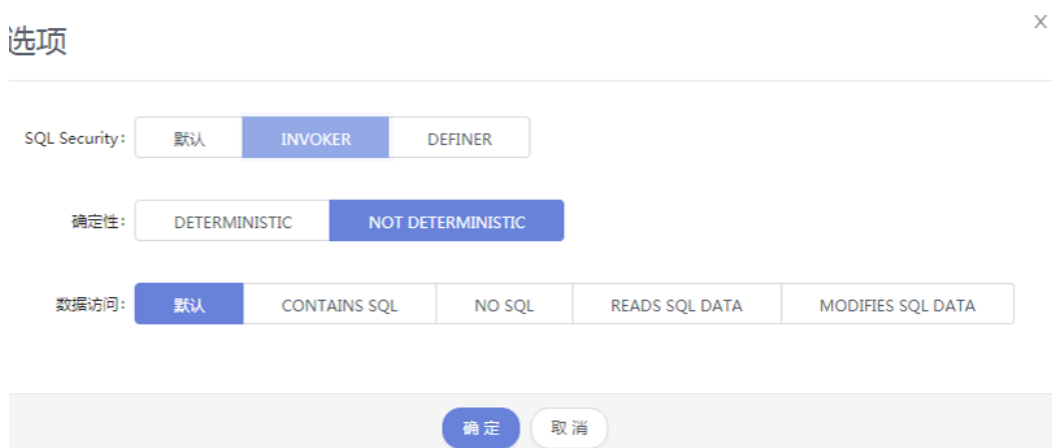 选项
X
SQL Security: 默认 INVOKER DEFINER
确定性: DETERMINISTIC NOT DETERMINISTIC
数据访问: 默认 CONTAINS SQL NO SQL READS SQL DATA MODIFIES SQL DATA
确定 取消